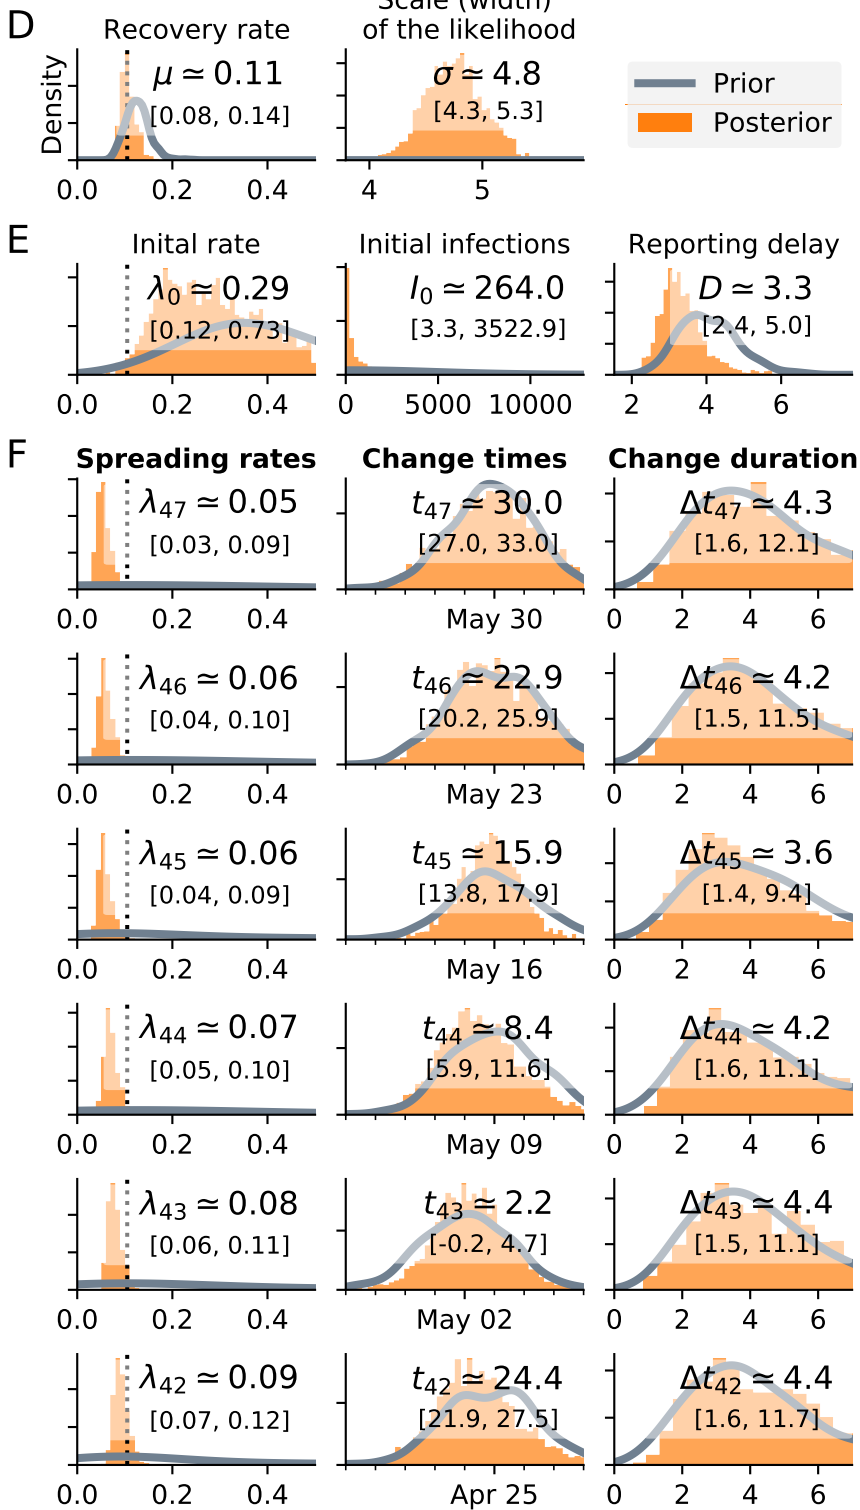 D
Recovery rate
Scale (width)
of the likelihood
Density
μ ≃ 0.11
[0.08, 0.14]
σ ≃ 4.8
[4.3, 5.3]
Prior
Posterior
0.0 0.2 0.4
4 5
E
Inital rate
Initial infections
Reporting delay
λ0 ≃ 0.29
[0.12, 0.73]
I0 ≃ 264.0
[3.3, 3522.9]
D ≃ 3.3
[2.4, 5.0]
0.0 0.2 0.4
0 5000 10000
2 4 6
F
Spreading rates
Change times
Change duration
λ47 ≃ 0.05
[0.03, 0.09]
t47 ≃ 30.0
[27.0, 33.0]
Δt47 ≃ 4.3
[1.6, 12.1]
0.0 0.2 0.4
May 30
0 2 4 6
λ46 ≃ 0.06
[0.04, 0.10]
t46 ≃ 22.9
[20.2, 25.9]
Δt46 ≃ 4.2
[1.5, 11.5]
0.0 0.2 0.4
May 23
0 2 4 6
λ45 ≃ 0.06
[0.04, 0.09]
t45 ≃ 15.9
[13.8, 17.9]
Δt45 ≃ 3.6
[1.4, 9.4]
0.0 0.2 0.4
May 16
0 2 4 6
λ44 ≃ 0.07
[0.05, 0.10]
t44 ≃ 8.4
[5.9, 11.6]
Δt44 ≃ 4.2
[1.6, 11.1]
0.0 0.2 0.4
May 09
0 2 4 6
λ43 ≃ 0.08
[0.06, 0.11]
t43 ≃ 2.2
[-0.2, 4.7]
Δt43 ≃ 4.4
[1.5, 11.1]
0.0 0.2 0.4
May 02
0 2 4 6
λ42 ≃ 0.09
[0.07, 0.12]
t42 ≃ 24.4
[21.9, 27.5]
Δt42 ≃ 4.4
[1.6, 11.7]
0.0 0.2 0.4
Apr 25
0 2 4 6